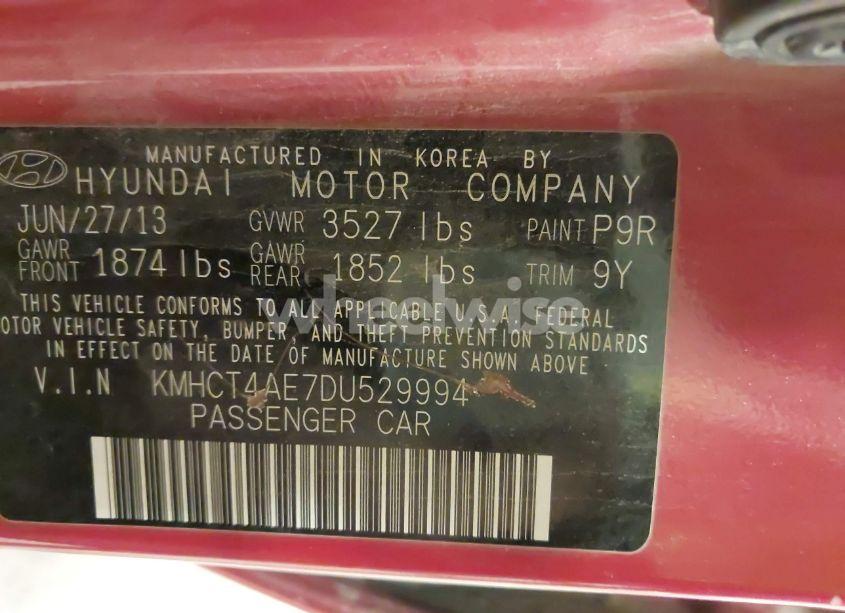 MANUFACTURED IN KOREA BY
HYUNDAI MOTOR COMPANY
JUN/27/13 GVWR 3527 lbs PAINT P9R
GAWR FRONT 1874 lbs GAWR REAR 1852 lbs TRIM 9Y
THIS VEHICLE CONFORMS TO ALL APPLICABLE U.S.A. FEDERAL
MOTOR VEHICLE SAFETY, BUMPER, AND THEFT PREVENTION STANDARDS
IN EFFECT ON THE DATE OF MANUFACTURE SHOWN ABOVE
V.I.N KMHCT4AE7DU529994
PASSENGER CAR
wheelwise